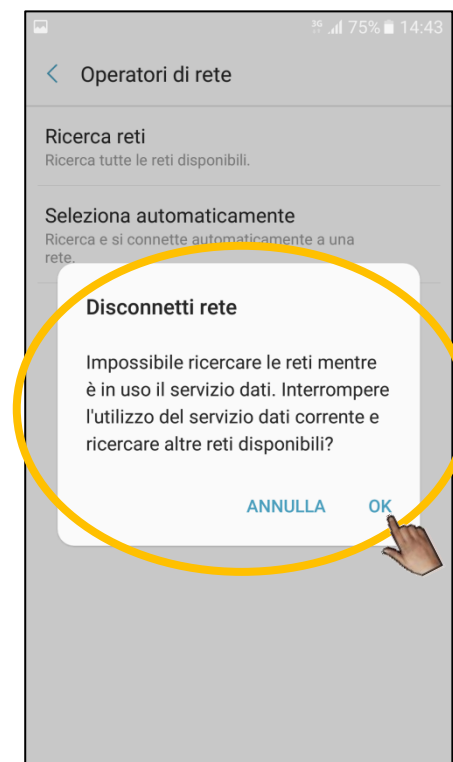 3G 75% 14:43
Operatori di rete
Ricerca reti
Ricerca tutte le reti disponibili.
Seleziona automaticamente
Ricerca e si connette automaticamente a una
rete.
Disconnetti rete
Impossibile ricercare le reti mentre
è in uso il servizio dati. Interrompere
l'utilizzo del servizio dati corrente e
ricercare altre reti disponibili?
ANNULLA OK